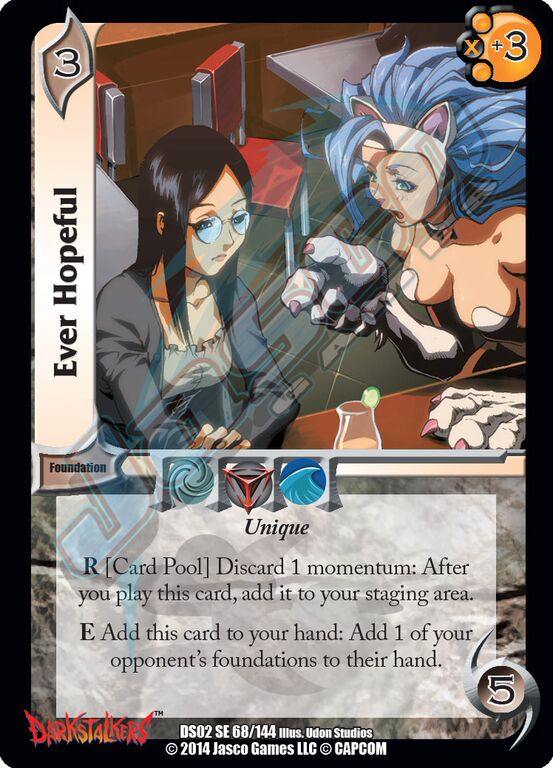 3
X +3
Ever Hopeful
Foundation
Unique
R [Card Pool] Discard 1 momentum: After
you play this card, add it to your staging area.
E Add this card to your hand: Add 1 of your
opponent's foundations to their hand.
5
DARKSTALKERS™
DS02 SE 68/144 Illus. Udon Studios
© 2014 Jasco Games LLC © CAPCOM